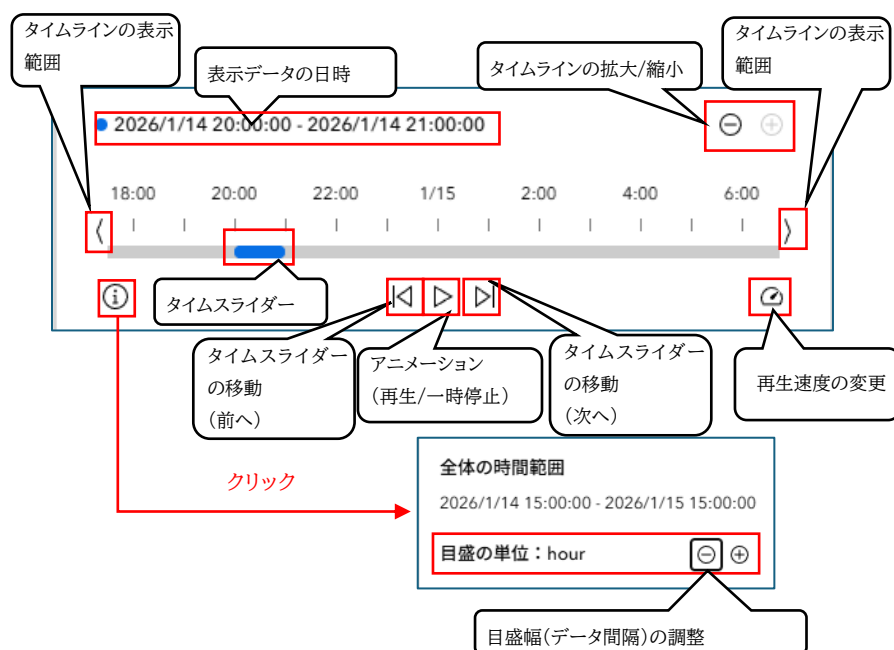 タイムラインの表示
範囲
表示データの日時
タイムラインの拡大/縮小
タイムラインの表示
範囲
2026/1/14 20:00:00 - 2026/1/14 21:00:00
18:00 20:00 22:00 1/15 2:00 4:00 6:00
タイムスライダー
タイムスライダー
の移動
(前へ)
アニメーション
(再生/一時停止)
タイムスライダー
の移動
(次へ)
再生速度の変更
クリック
全体の時間範囲
2026/1/14 15:00:00 - 2026/1/15 15:00:00
目盛の単位：hour
目盛幅(データ間隔)の調整